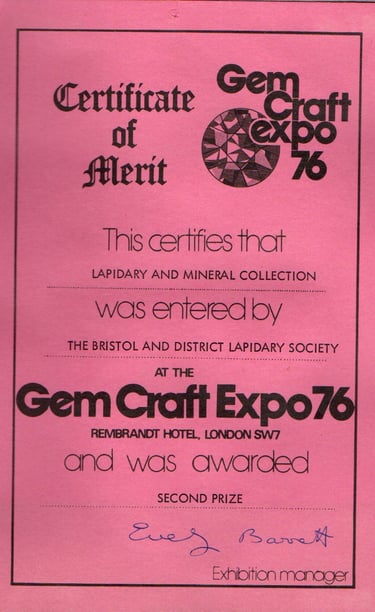 Certificate
of
Merit
Gem
Craft
expo
76
This certifies that
LAPIDARY AND MINERAL COLLECTION
was entered by
THE BRISTOL AND DISTRICT LAPIDARY SOCIETY
AT THE
Gem Craft Expo 76
REMBRANDT HOTEL, LONDON SW7
and was awarded
SECOND PRIZE
Barrett
Exhibition manager